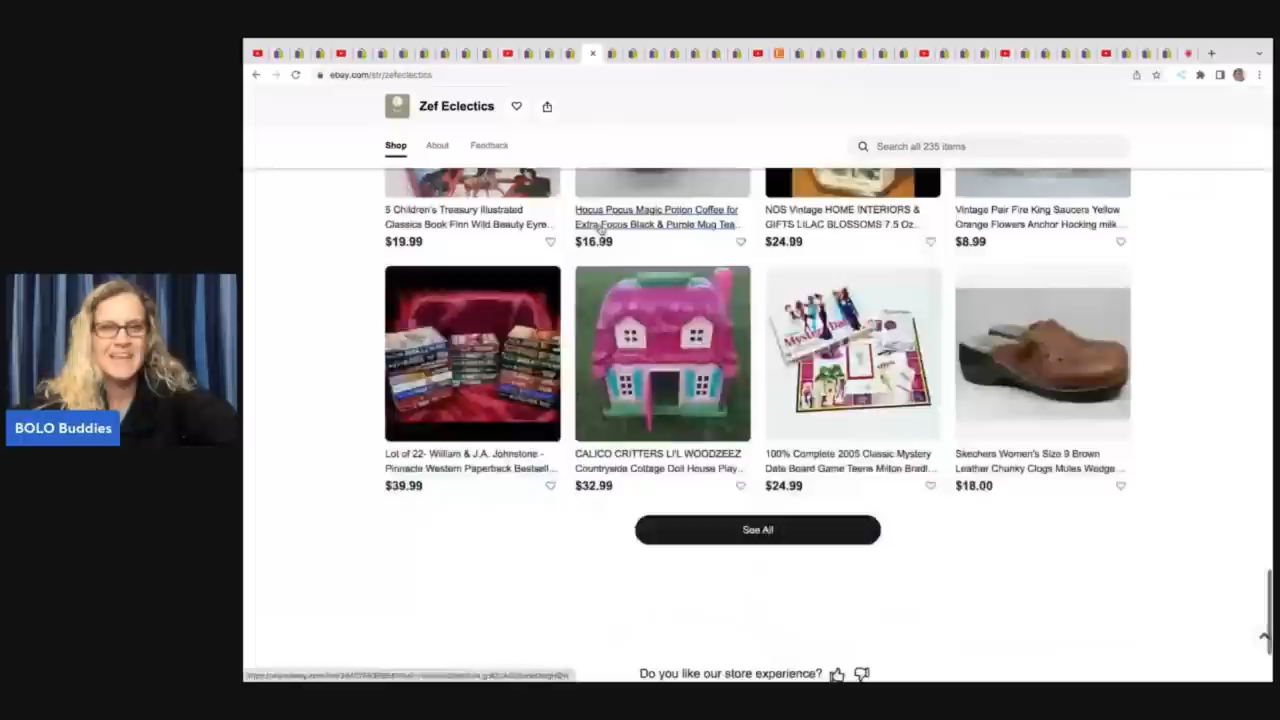 ebay.com/str/zefeclectics
Zef Eclectics
Shop About Feedback
Search all 235 items
5 Children's Treasury Illustrated
Classics Book Finn Wild Beauty Eyre...
$19.99
Hocus Pocus Magic Potion Coffee for
Extra Focus Black & Purple Mug Tea...
$16.99
NOS Vintage HOME INTERIORS &
GIFTS LILAC BLOSSOMS 7.5 Oz...
$24.99
Vintage Pair Fire King Saucers Yellow
Orange Flowers Anchor Hocking milk...
$8.99
Lot of 22- William & J.A. Johnstone -
Pinnacle Western Paperback Bestsell...
$39.99
CALICO CRITTERS LI'L WOODZEEZ
Countryside Cottage Doll House Play...
$32.99
100% Complete 2005 Classic Mystery
Date Board Game Teens Milton Bradl...
$24.99
Skechers Women's Size 9 Brown
Leather Chunky Clogs Mules Wedge...
$18.00
See All
Do you like our store experience?
BOLO Buddies